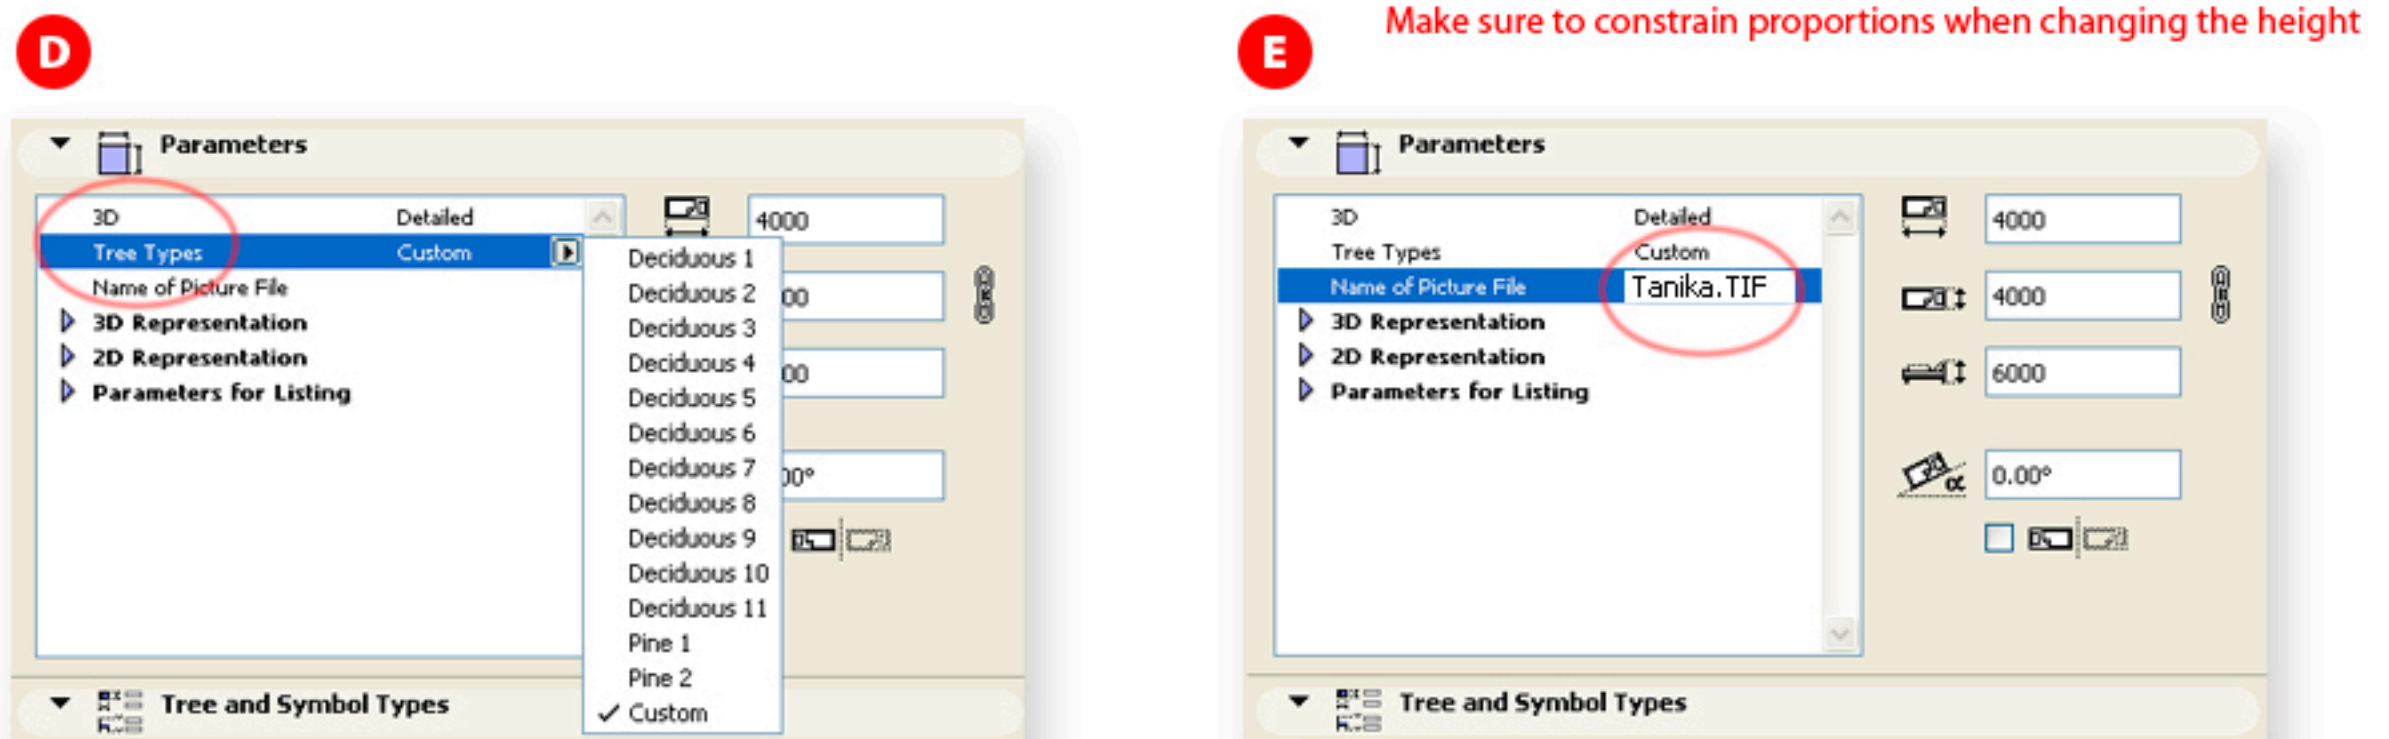 D
Parameters
3D Detailed
Tree Types Custom
Name of Picture File
3D Representation
2D Representation
Parameters for Listing
4000
00
00
00°
Deciduous 1
Deciduous 2
Deciduous 3
Deciduous 4
Deciduous 5
Deciduous 6
Deciduous 7
Deciduous 8
Deciduous 9
Deciduous 10
Deciduous 11
Pine 1
Pine 2
✓ Custom
Tree and Symbol Types
E
Make sure to constrain proportions when changing the height
Parameters
3D Detailed
Tree Types Custom
Name of Picture File Tanika.TIF
3D Representation
2D Representation
Parameters for Listing
4000
4000
6000
α 0.00°
Tree and Symbol Types